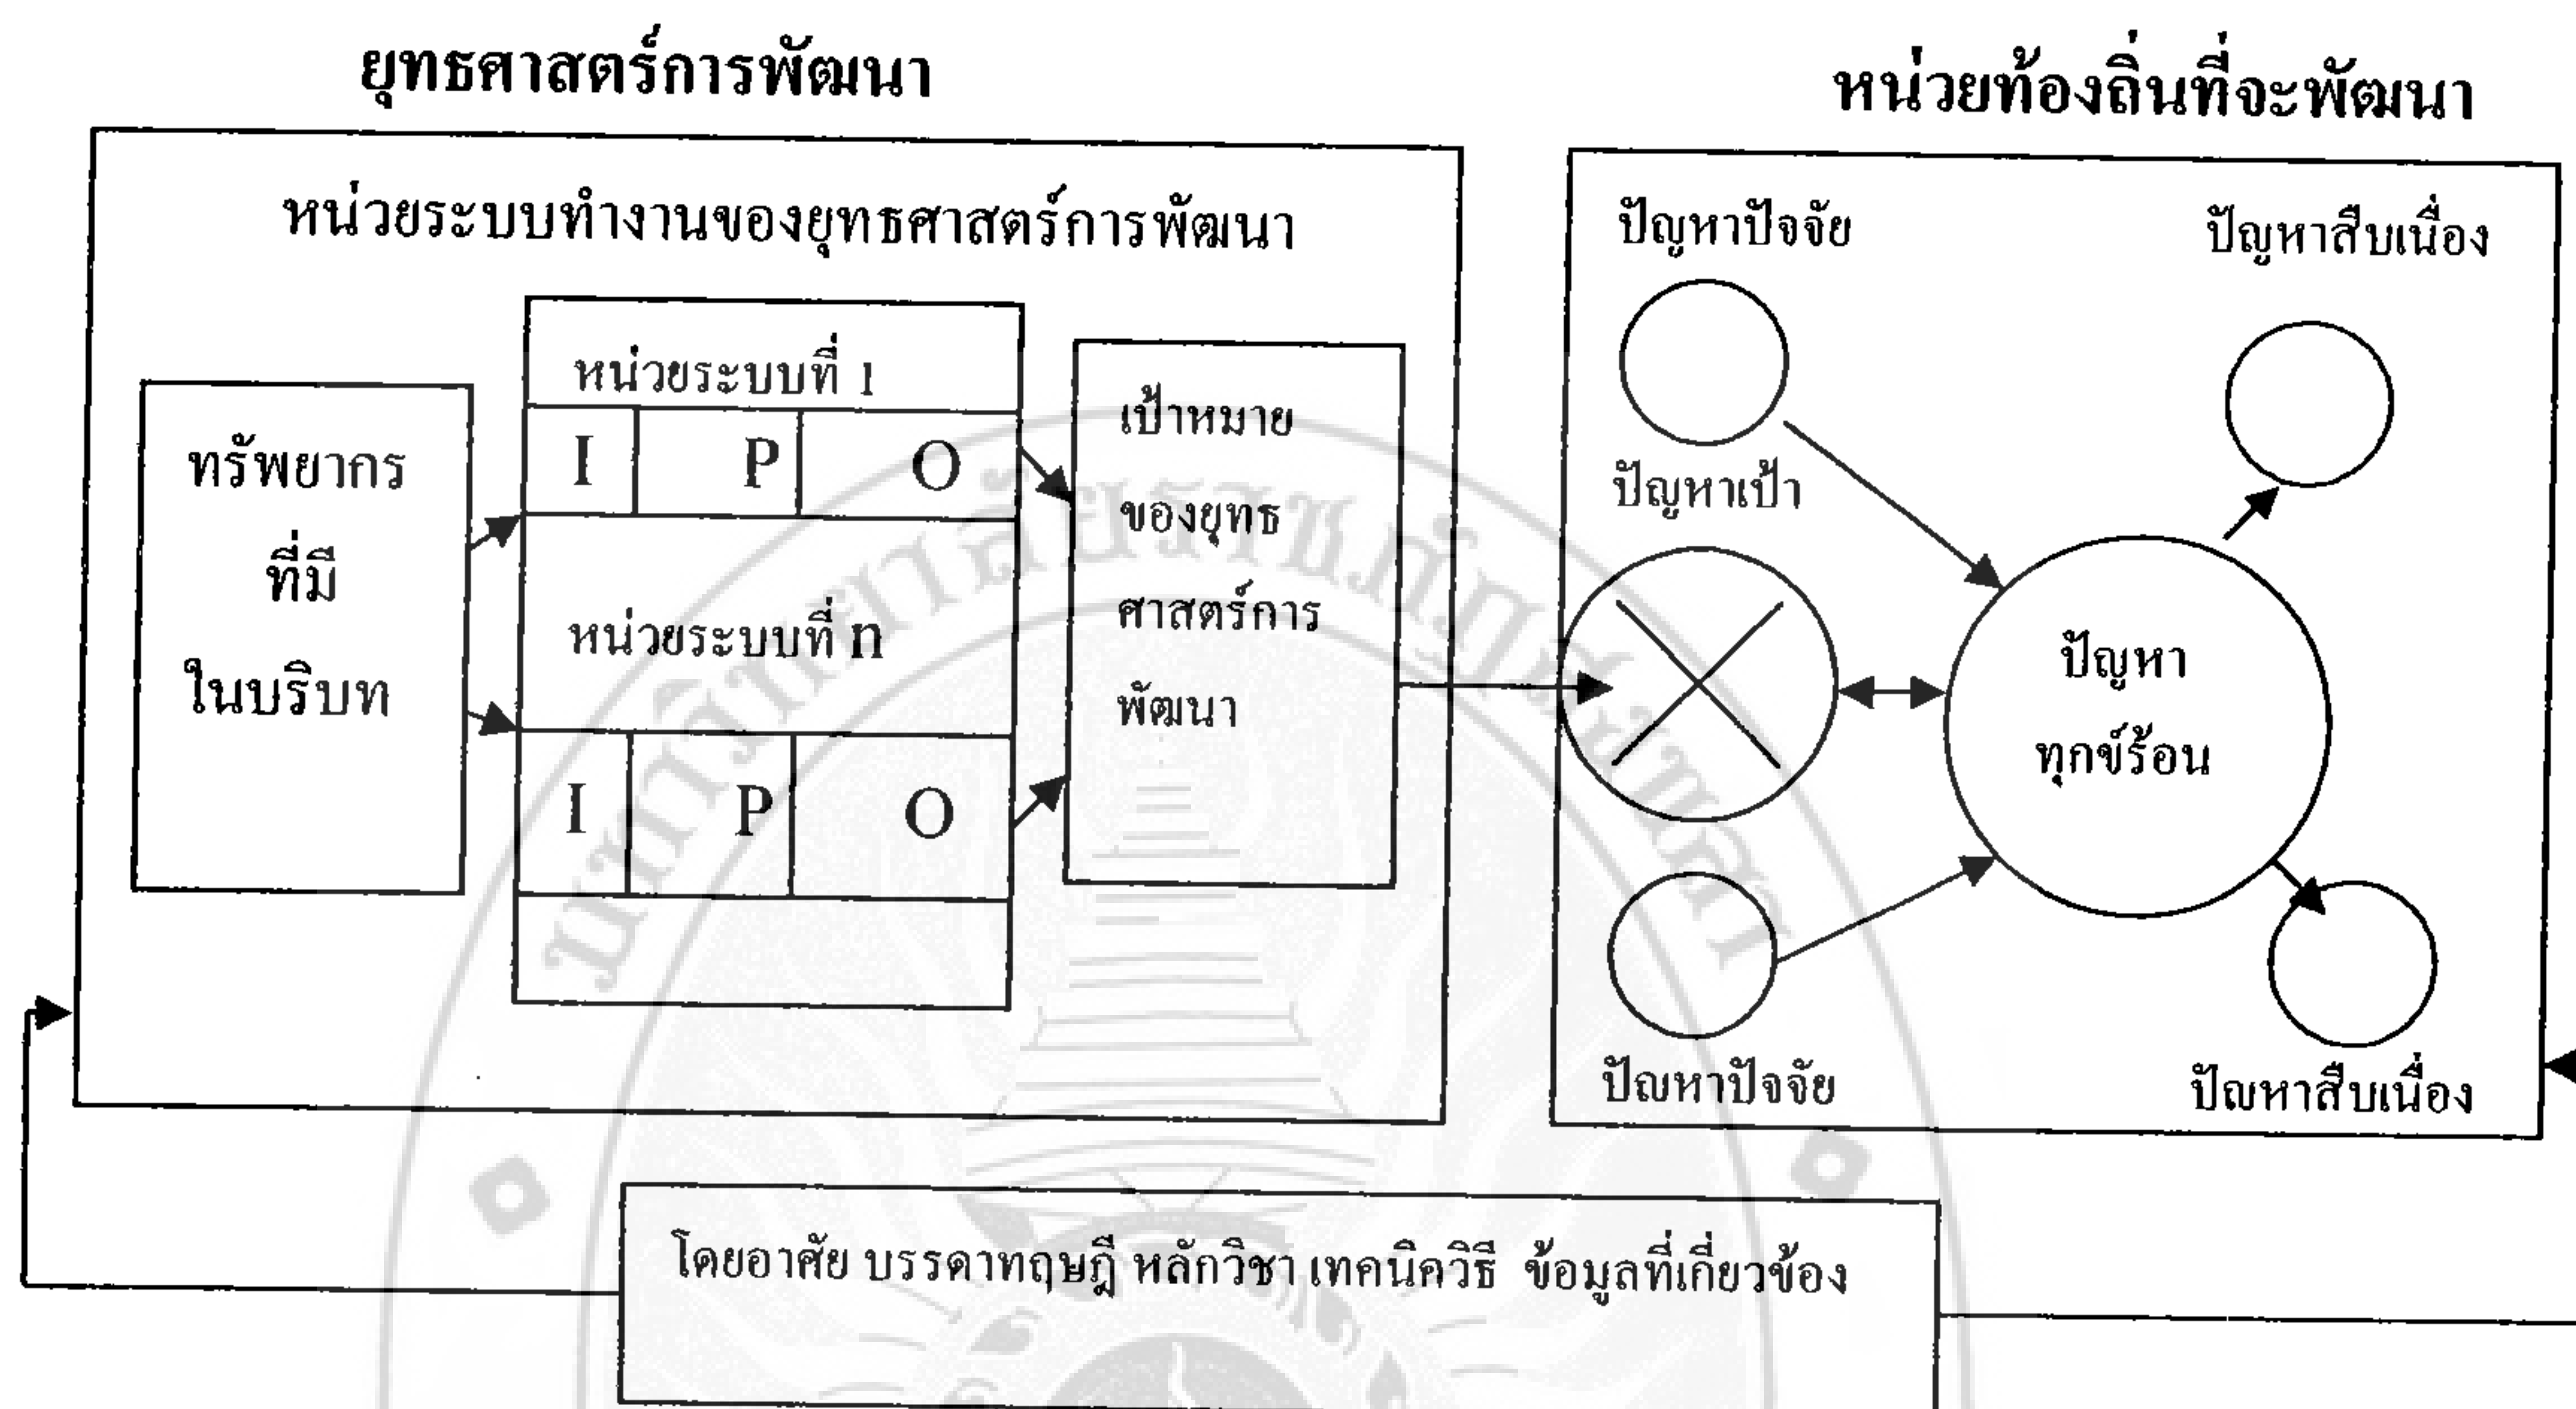 ยุทธศาสตร์การพัฒนา
หน่วยท้องถิ่นที่จะพัฒนา
หน่วยระบบทำงานของยุทธศาสตร์การพัฒนา
ทรัพยากร
ที่มี
ในบริบท
หน่วยระบบที่ 1
I P O
หน่วยระบบที่ n
I P O
เป้าหมาย
ของยุทธ
ศาสตร์การ
พัฒนา
ปัญหาปัจจัย
ปัญหาสืบเนื่อง
ปัญหาเป้า
ปัญหา
ทุกข์ร้อน
ปัญหาปัจจัย
ปัญหาสืบเนื่อง
โดยอาศัย บรรดาทฤษฎี หลักวิชา เทคนิควิธี ข้อมูลที่เกี่ยวข้อง